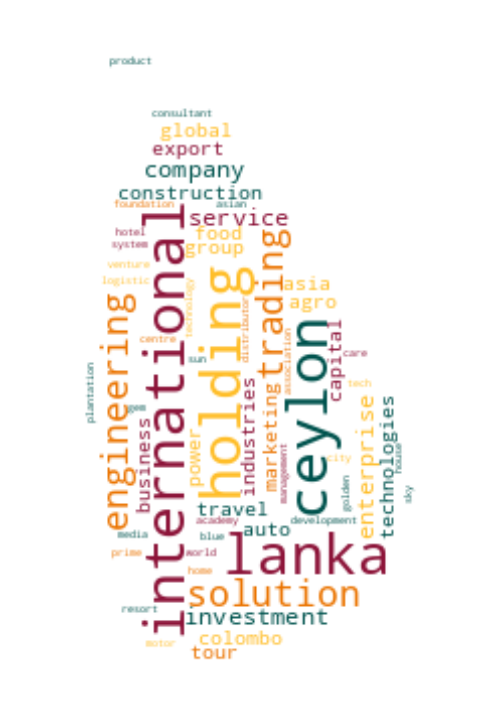 product
consultant
global
export
company
construction
foundation
asian
international
service
hotel
food
trading
system
group
venture
holding
logistic
asia
technology
agro
engineering
distributor
ceylon
capital
association
centre
care
sun
plantation
industries
tech
marketing
gem
enterprise
technologies
business
power
management
house
city
golden
sky
travel
academy
development
auto
media
blue
lanka
prime
world
home
solution
resort
investment
colombo
motor
tour